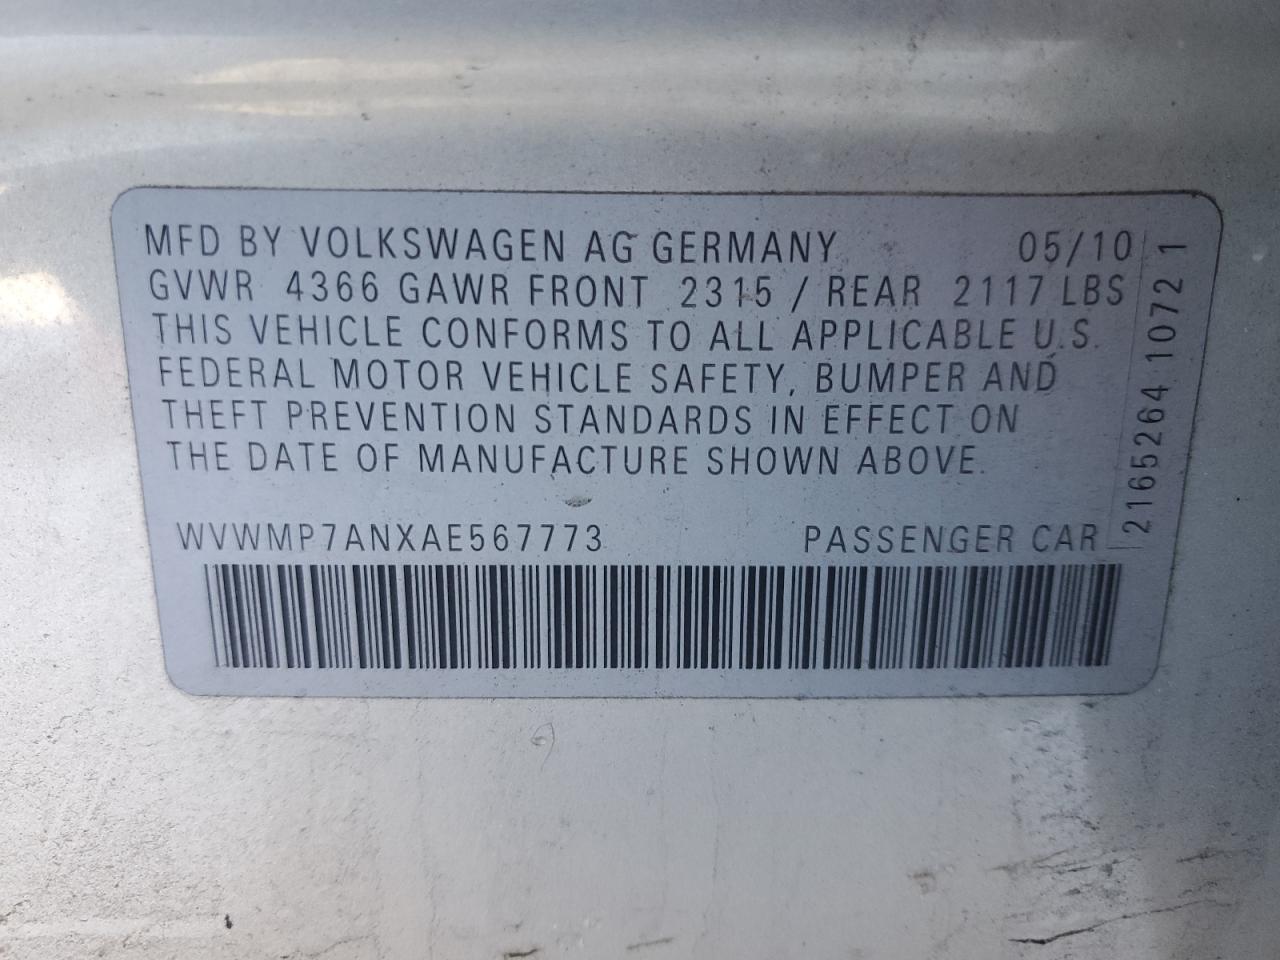 MFD BY VOLKSWAGEN AG GERMANY 05/10
GVWR 4366 GAWR FRONT 2315 / REAR 2117 LBS
THIS VEHICLE CONFORMS TO ALL APPLICABLE U.S.
FEDERAL MOTOR VEHICLE SAFETY, BUMPER AND
THEFT PREVENTION STANDARDS IN EFFECT ON
THE DATE OF MANUFACTURE SHOWN ABOVE.
WVWMP7ANXAE567773 PASSENGER CAR
2165264 10721